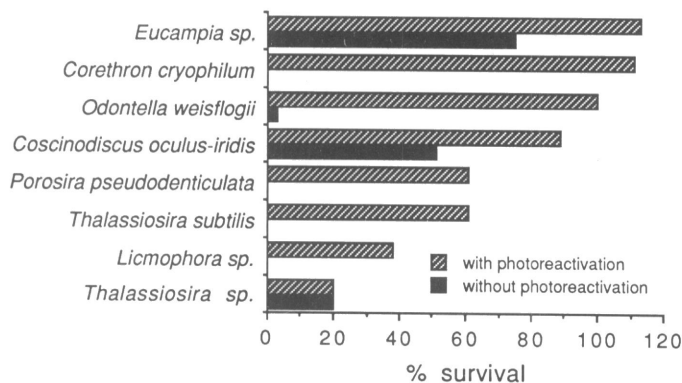 Eucampia sp.
Corethron cryophilum
Odontella weisflogii
Coscinodiscus oculus-iridis
Porosira pseudodenticulata
Thalassiosira subtilis
Licmophora sp.
Thalassiosira sp.
with photoreactivation
without photoreactivation
0 20 40 60 80 100 120
% survival